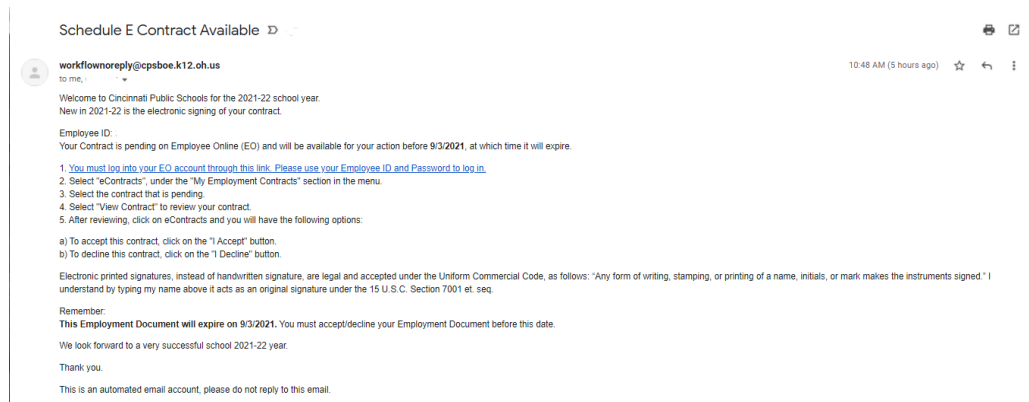 Schedule E Contract Available
workflownoreply@cpsboe.k12.oh.us
10:48 AM (5 hours ago)
to me,
Welcome to Cincinnati Public Schools for the 2021-22 school year.
New in 2021-22 is the electronic signing of your contract.
Employee ID:
Your Contract is pending on Employee Online (EO) and will be available for your action before 9/3/2021, at which time it will expire.
1. You must log into your EO account through this link. Please use your Employee ID and Password to log in.
2. Select "eContracts", under the "My Employment Contracts" section in the menu.
3. Select the contract that is pending.
4. Select "View Contract" to review your contract.
5. After reviewing, click on eContracts and you will have the following options:
a) To accept this contract, click on the "I Accept" button.
b) To decline this contract, click on the "I Decline" button.
Electronic printed signatures, instead of handwritten signature, are legal and accepted under the Uniform Commercial Code, as follows: "Any form of writing, stamping, or printing of a name, initials, or mark makes the instruments signed." I
understand by typing my name above it acts as an original signature under the 15 U.S.C. Section 7001 et. seq.
Remember:
This Employment Document will expire on 9/3/2021. You must accept/decline your Employment Document before this date.
We look forward to a very successful school 2021-22 year.
Thank you.
This is an automated email account, please do not reply to this email.